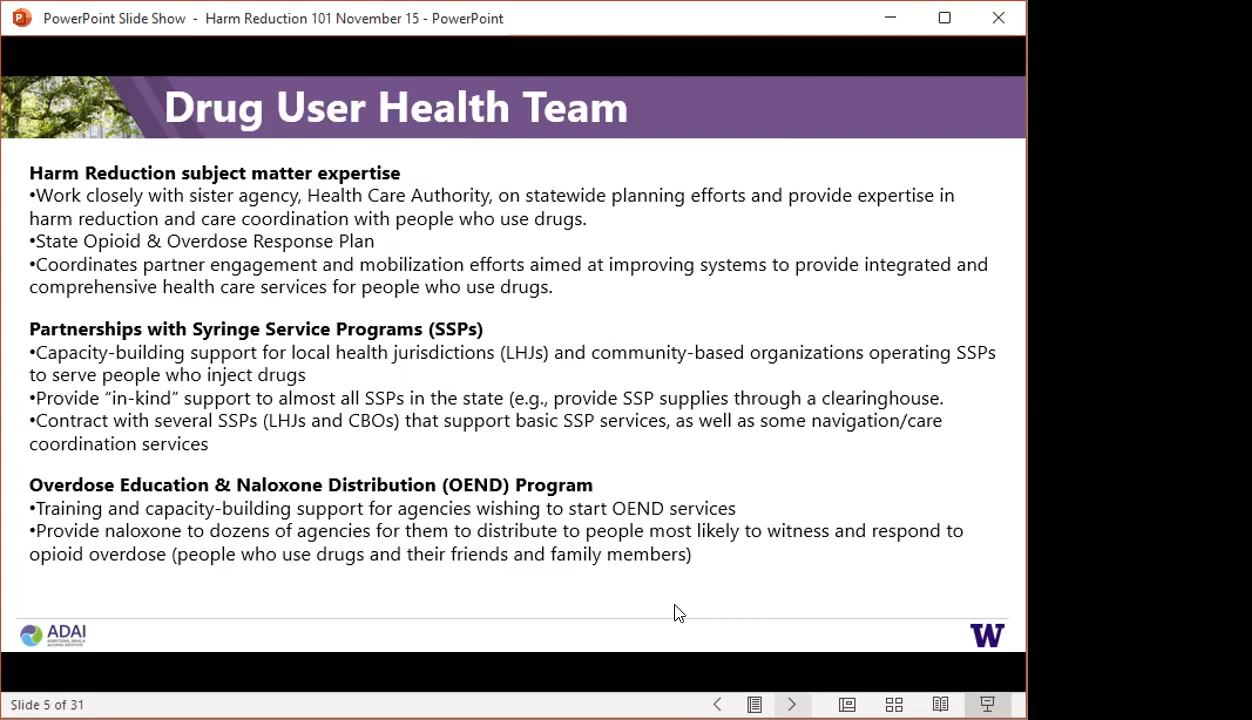 PowerPoint Slide Show - Harm Reduction 101 November 15 - PowerPoint
Drug User Health Team
Harm Reduction subject matter expertise
•Work closely with sister agency, Health Care Authority, on statewide planning efforts and provide expertise in
harm reduction and care coordination with people who use drugs.
•State Opioid & Overdose Response Plan
•Coordinates partner engagement and mobilization efforts aimed at improving systems to provide integrated and
comprehensive health care services for people who use drugs.
Partnerships with Syringe Service Programs (SSPs)
•Capacity-building support for local health jurisdictions (LHJs) and community-based organizations operating SSPs
to serve people who inject drugs
•Provide “in-kind” support to almost all SSPs in the state (e.g., provide SSP supplies through a clearinghouse.
•Contract with several SSPs (LHJs and CBOs) that support basic SSP services, as well as some navigation/care
coordination services
Overdose Education & Naloxone Distribution (OEND) Program
•Training and capacity-building support for agencies wishing to start OEND services
•Provide naloxone to dozens of agencies for them to distribute to people most likely to witness and respond to
opioid overdose (people who use drugs and their friends and family members)
ADAI
W
Slide 5 of 31